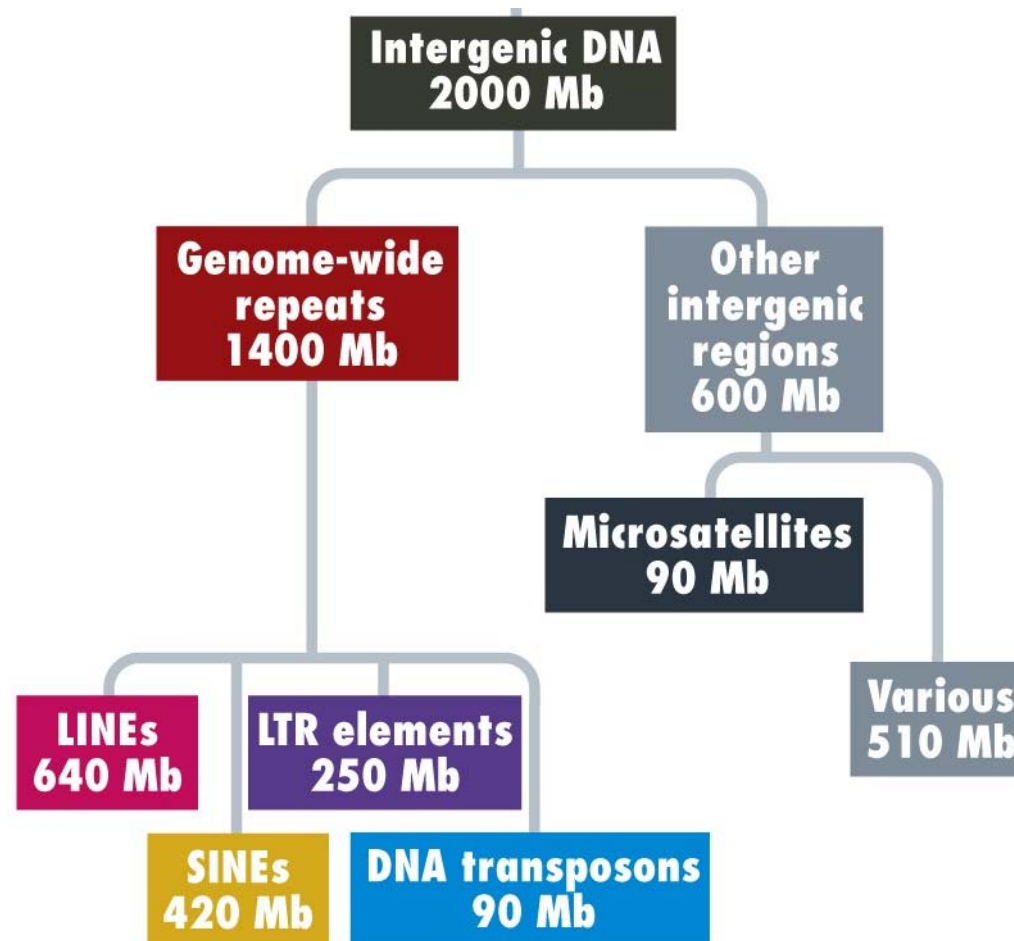 Intergenic DNA
2000 Mb
Genome-wide
repeats
1400 Mb
Other
intergenic
regions
600 Mb
Microsatellites
90 Mb
Various
510 Mb
LINEs
640 Mb
LTR elements
250 Mb
SINEs
420 Mb
DNA transposons
90 Mb